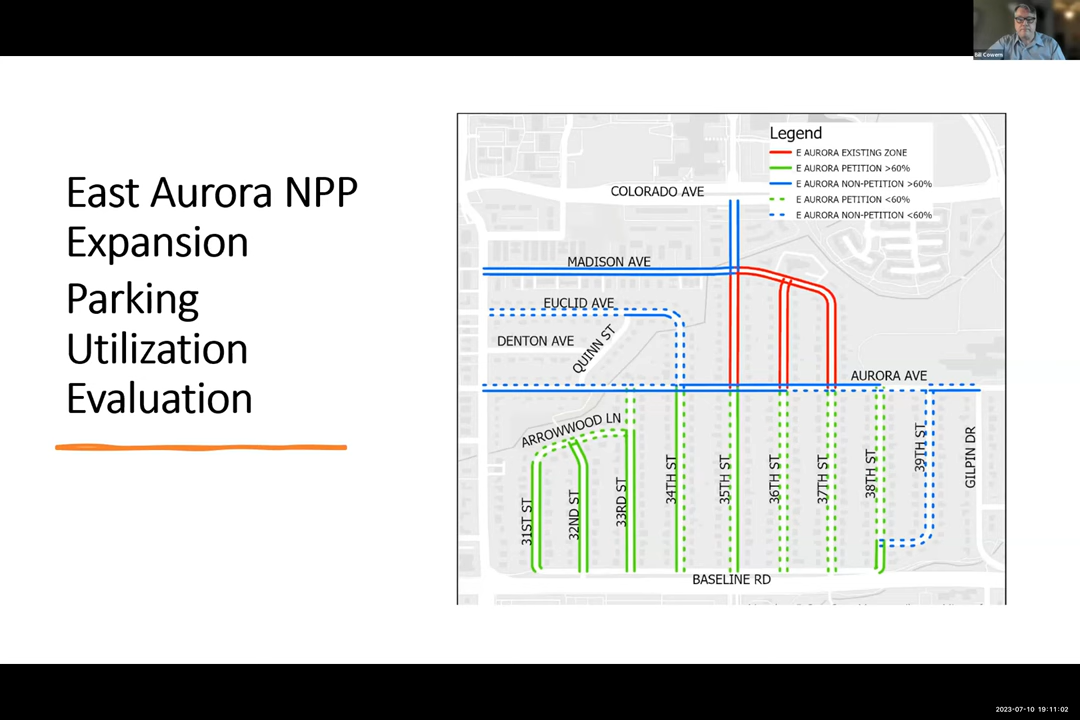 Bill Cowern
East Aurora NPP
Expansion
Parking
Utilization
Evaluation
Legend
E AURORA EXISTING ZONE
E AURORA PETITION >60%
E AURORA NON-PETITION >60%
E AURORA PETITION <60%
E AURORA NON-PETITION <60%
COLORADO AVE
MADISON AVE
EUCLID AVE
DENTON AVE
QUINN ST
AURORA AVE
ARROWWOOD LN
31ST ST
32ND ST
33RD ST
34TH ST
35TH ST
36TH ST
37TH ST
38TH ST
39TH ST
GILPIN DR
BASELINE RD
2023-07-10 19:11:02